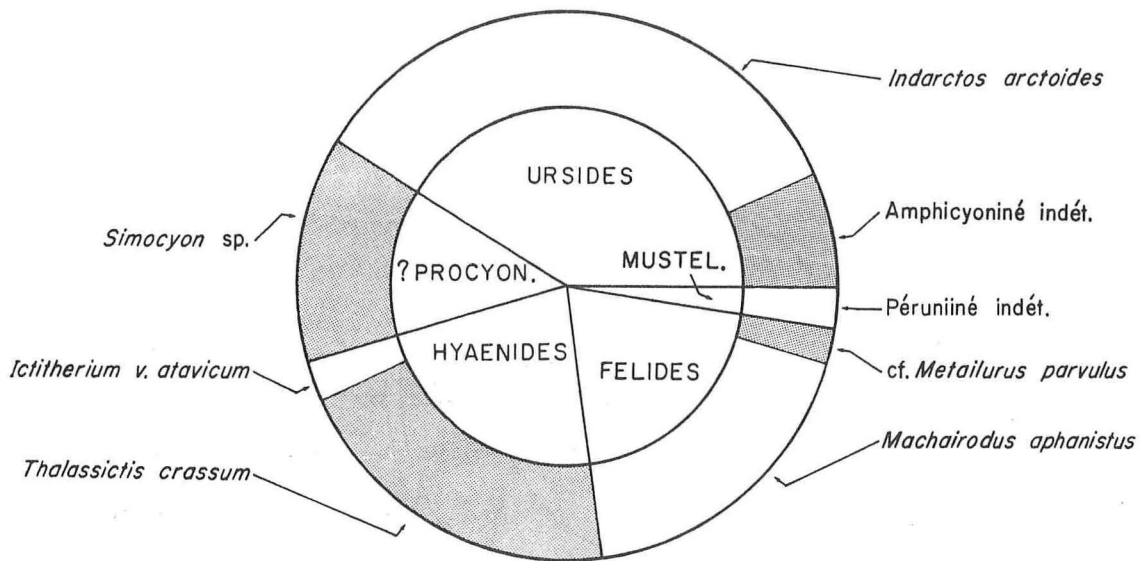 Indarctos arctoides
URSIDES
Amphicyoniné indét.
Simocyon sp.
MUSTEL.
?PROCYON.
Péruniiné indét.
HYAENIDES
FELIDES
Ictitherium v. atavicum
cf. Metailurus parvulus
Machairodus aphanistus
Thalassictis crassum